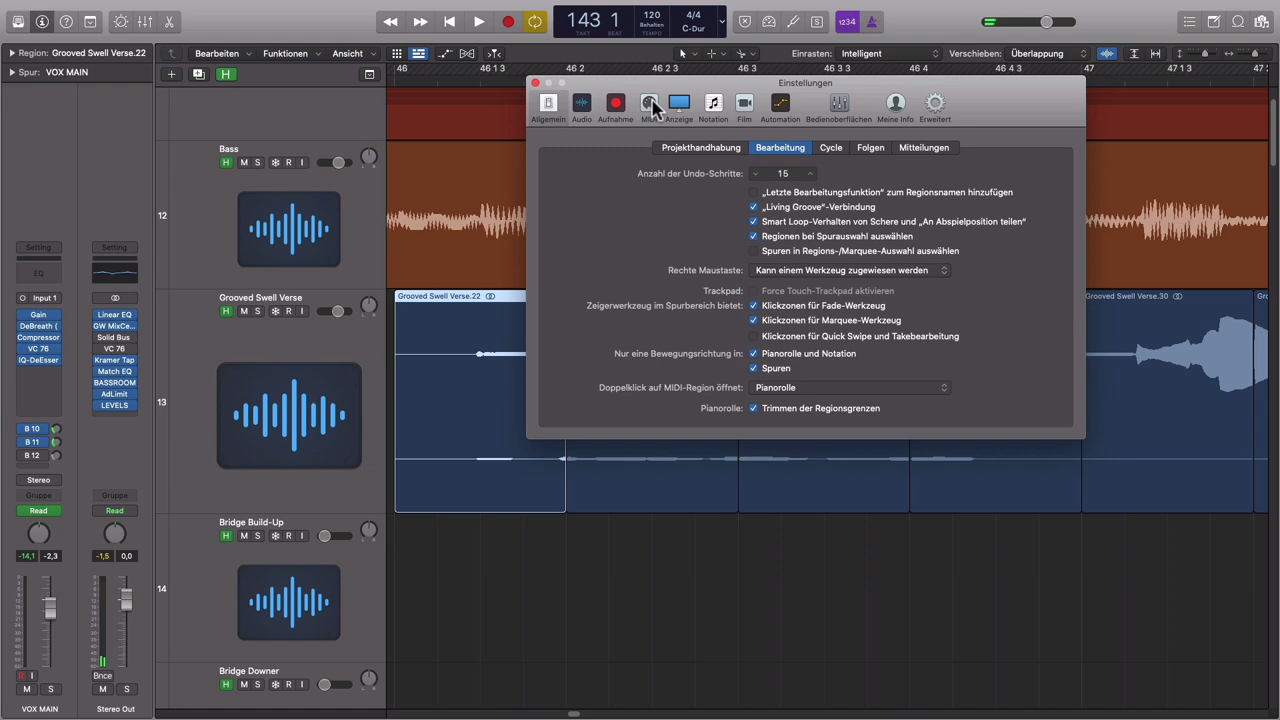 143 1
TAKT BEAT
120
Behalten
TEMPO
4/4
C-Dur
1234
Region: Grooved Swell Verse.22
Spur: VOX MAIN
Bearbeiten Funktionen Ansicht
Einrasten: Intelligent
Verschieben: Überlappung
46 46 1 3 46 2 46 2 3 46 3 46 3 3 46 4 46 4 3 47 47 1 3 47 2
Einstellungen
Allgemein Audio Aufnahme MIDI Anzeige Notation Film Automation Bedienoberflächen Meine Info Erweitert
Projekthandhabung Bearbeitung Cycle Folgen Mitteilungen
Anzahl der Undo-Schritte: 15
„Letzte Bearbeitungsfunktion“ zum Regionsnamen hinzufügen
„Living Groove“-Verbindung
Smart Loop-Verhalten von Schere und „An Abspielposition teilen“
Regionen bei Spurauswahl auswählen
Spuren in Regions-/Marquee-Auswahl auswählen
Rechte Maustaste: Kann einem Werkzeug zugewiesen werden
Trackpad: Force Touch-Trackpad aktivieren
Zeigerwerkzeug im Spurbereich bietet: Klickzonen für Fade-Werkzeug
Klickzonen für Marquee-Werkzeug
Klickzonen für Quick Swipe und Takebearbeitung
Nur eine Bewegungsrichtung in: Pianorolle und Notation
Spuren
Doppelklick auf MIDI-Region öffnet: Pianorolle
Pianorolle: Trimmen der Regionsgrenzen
H
Bass
H M S R I
12
Grooved Swell Verse
H M S R I
13
Grooved Swell Verse.22
Grooved Swell Verse.30
Bridge Build-Up
H M S R I
14
Bridge Downer
H M S R I
Setting Setting
EQ
Input 1
Gain
DeBreath (
Compressor
VC 76
IQ-DeEsser
Linear EQ
GW MixCe...
Solid Bus
VC 76
Kramer Tap
Match EQ
BASSROOM
AdLimit
LEVELS
B 10
B 11
B 12
Stereo
Gruppe Gruppe
Read Read
-14,1 -2,3 -1,5 0,0
R I Bnce
M S M S
VOX MAIN Stereo Out